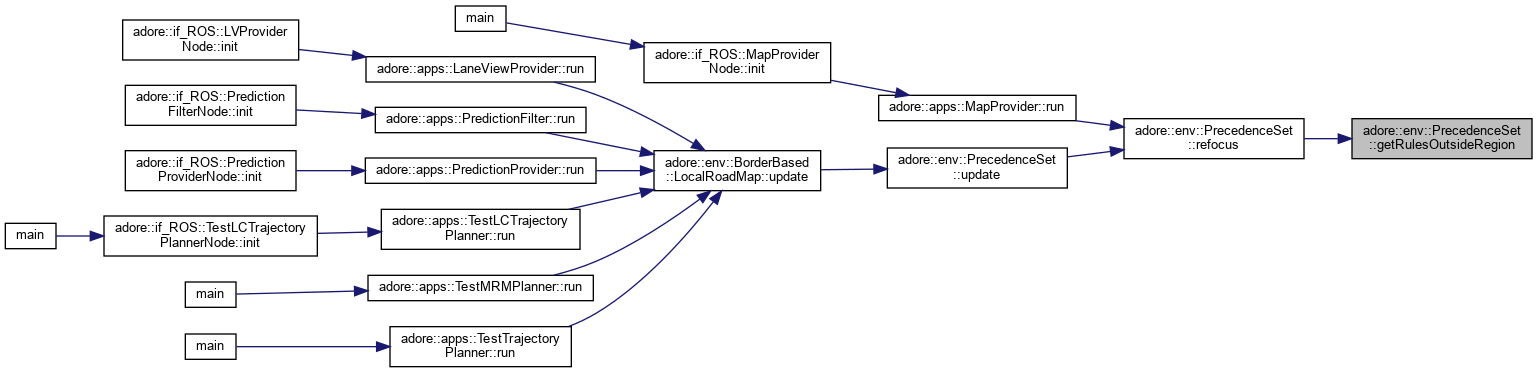 main
adore::if_ROS::LVProvider
Node::init
adore::if_ROS::MapProvider
Node::init
adore::apps::LaneViewProvider::run
adore::if_ROS::Prediction
FilterNode::init
adore::apps::MapProvider::run
adore::apps::PredictionFilter::run
adore::env::PrecedenceSet
::refocus
adore::env::PrecedenceSet
::getRulesOutsideRegion
adore::if_ROS::Prediction
ProviderNode::init
adore::apps::PredictionProvider::run
adore::env::BorderBased
::LocalRoadMap::update
adore::env::PrecedenceSet
::update
main
adore::if_ROS::TestLCTrajectory
PlannerNode::init
adore::apps::TestLCTrajectory
Planner::run
main
adore::apps::TestMRMPlanner::run
main
adore::apps::TestTrajectory
Planner::run